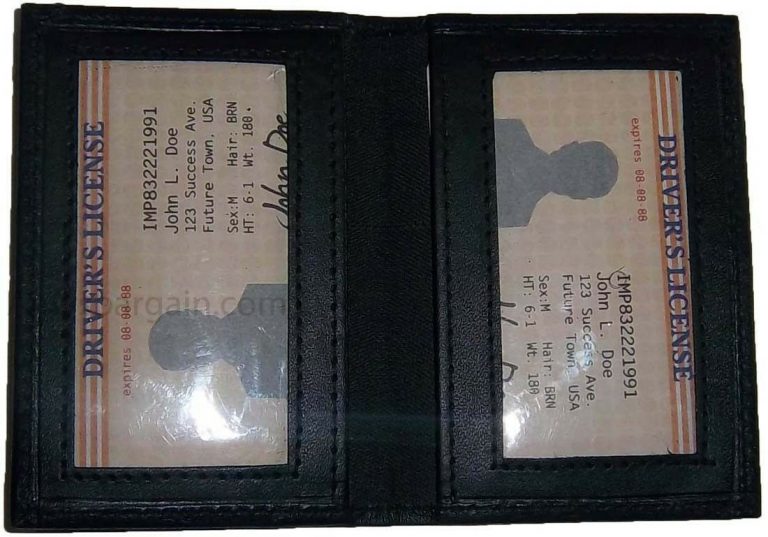 DRIVER'S LICENSE
expires 08-08-88
IMP832221991
John L. Doe
123 Success Ave.
Future Town, USA
Sex:M Hair: BRN
HT: 6-1 Wt. 180
John Doe
bargain.com
DRIVER'S LICENSE
expires 08-08-88
IMP832221991
John L. Doe
123 Success Ave.
Future Town, USA
Sex:M Hair: BRN
HT: 6-1 Wt. 180